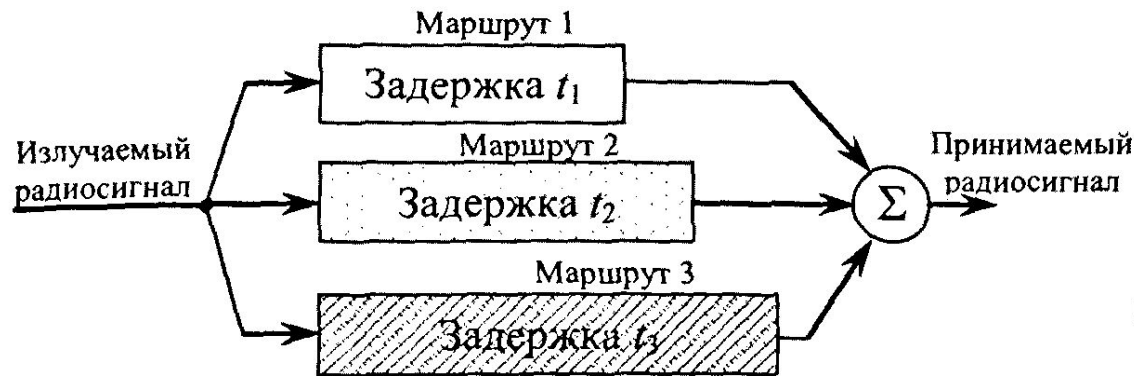 Маршрут 1
Задержка t₁
Излучаемый
радиосигнал
Маршрут 2
Задержка t₂
Маршрут 3
Задержка t₃
Σ
Принимаемый
радиосигнал